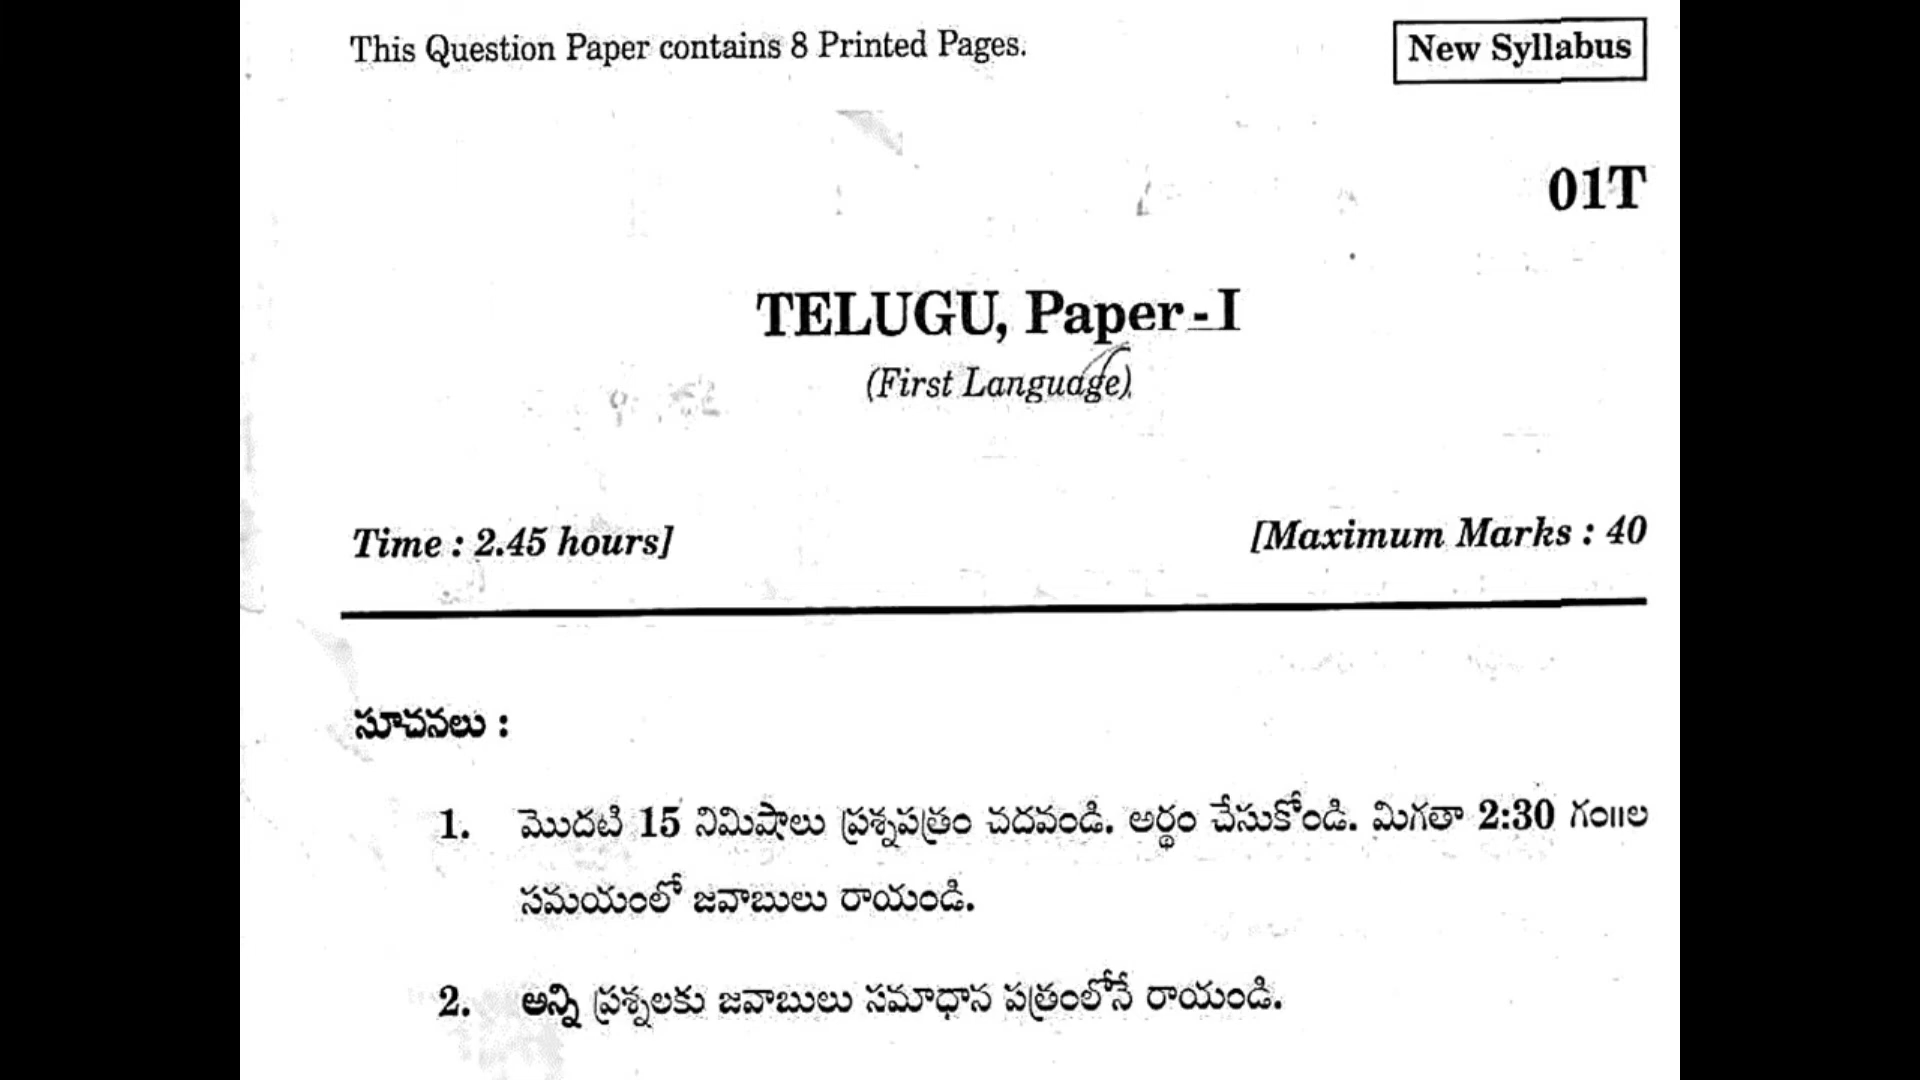 This Question Paper contains 8 Printed Pages.
New Syllabus
01T
TELUGU, Paper - I
(First Language)
Time : 2.45 hours]
[Maximum Marks : 40
సూచనలు :
1. మొదటి 15 నిమిషాలు ప్రశ్నపత్రం చదవండి. అర్థం చేసుకోండి. మిగతా 2:30 గం॥ల
సమయంలో జవాబులు రాయండి.
2. అన్ని ప్రశ్నలకు జవాబులు సమాధాన పత్రంలోనే రాయండి.